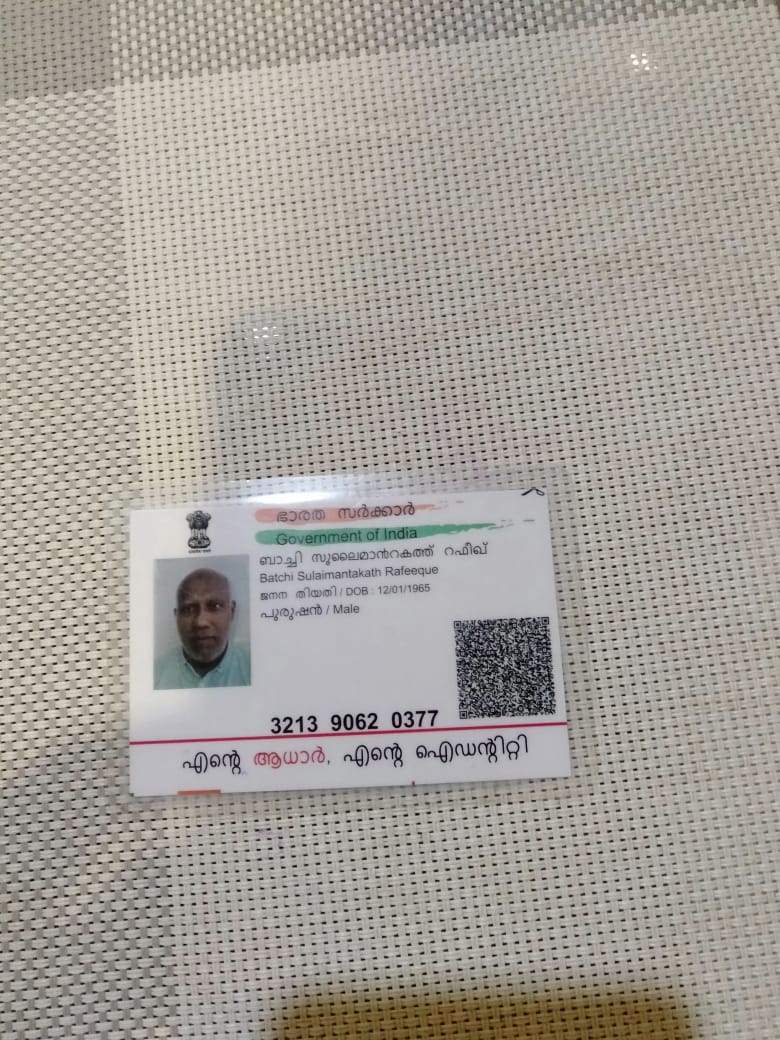 ഭാരത സർക്കാർ
Government of India
ബാച്ചി സുലൈമാന്‍റകത്ത് റഫീഖ്
Batchi Sulaimantakath Rafeeque
ജനന തിയതി / DOB : 12/01/1965
പുരുഷൻ / Male
3213 9062 0377
എന്റെ ആധാർ, എന്റെ ഐഡന്റിറ്റി